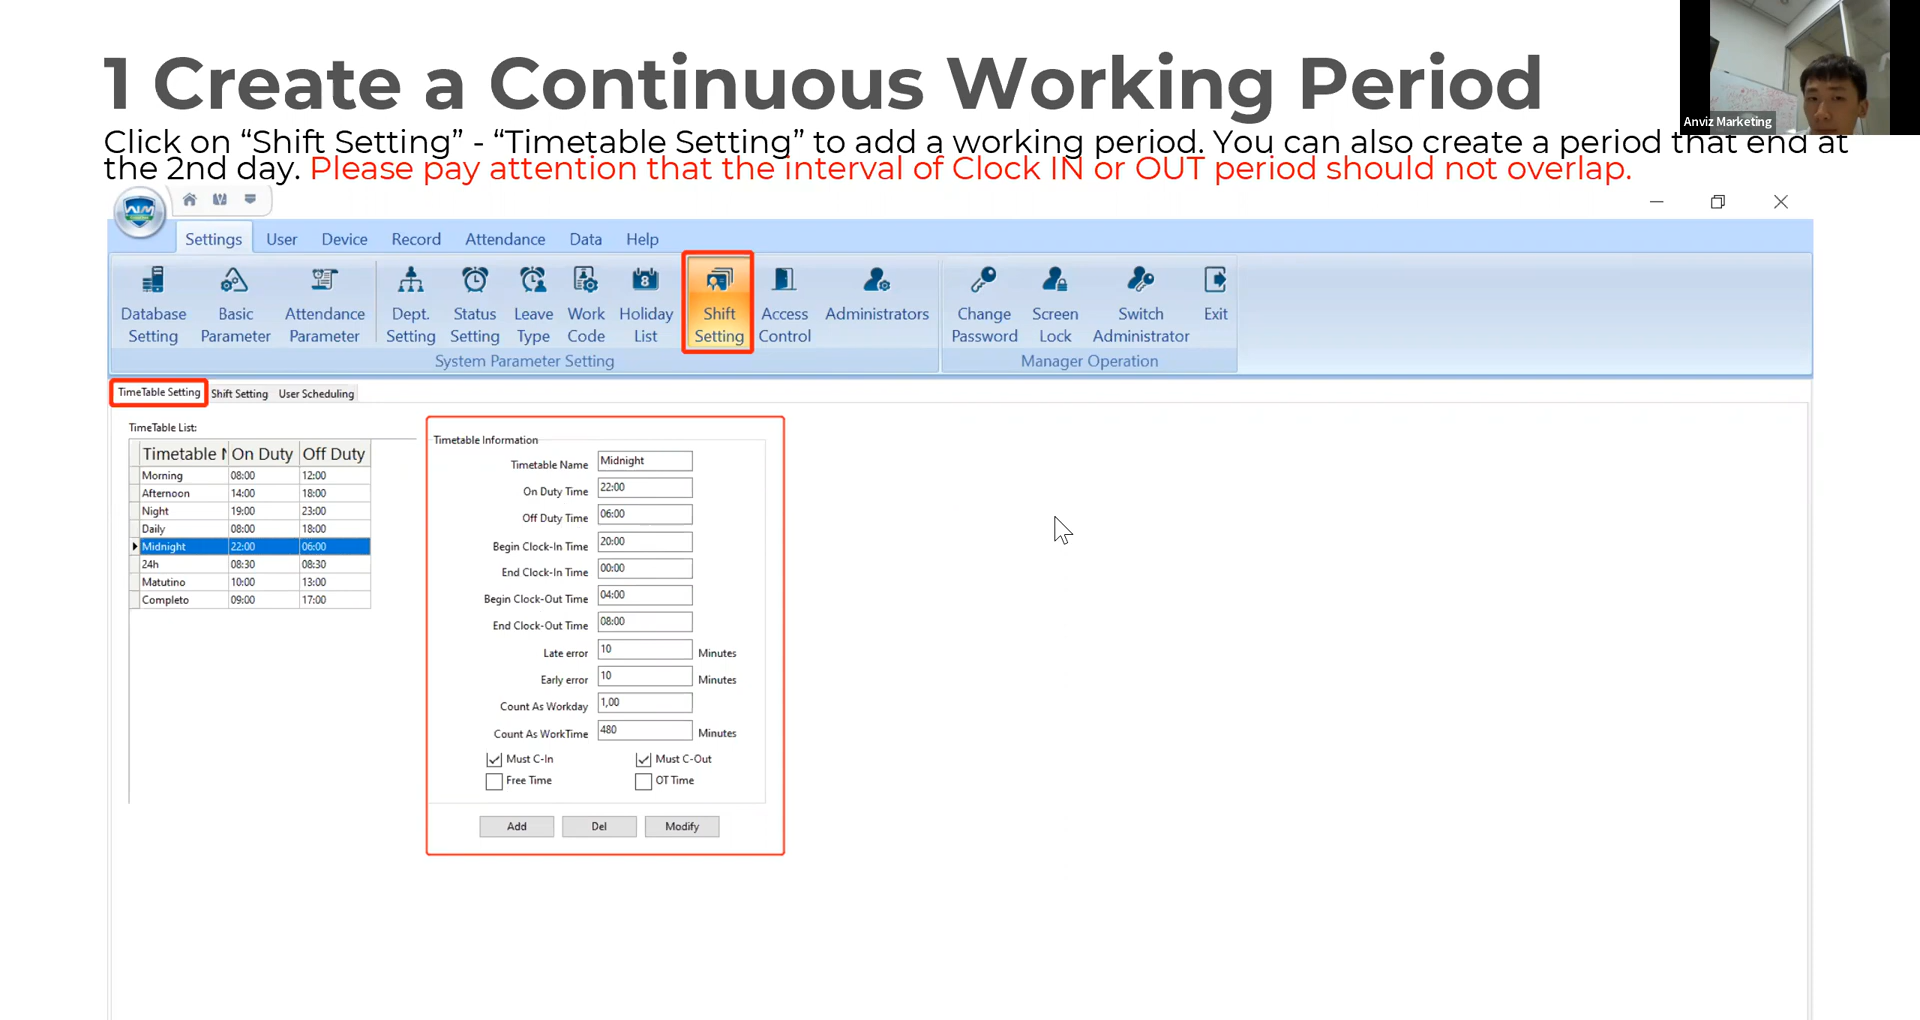 1 Create a Continuous Working Period
Click on “Shift Setting” - “Timetable Setting” to add a working period. You can also create a period that end at
the 2nd day. Please pay attention that the interval of Clock IN or OUT period should not overlap.
Anviz Marketing
Settings User Device Record Attendance Data Help
Database Setting
Basic Parameter
Attendance Parameter
Dept. Setting
Status Setting
Leave Type
Work Code
Holiday List
8
Shift Setting
Access Control
Administrators
System Parameter Setting
Change Password
Screen Lock
Switch Administrator
Exit
Manager Operation
TimeTable Setting Shift Setting User Scheduling
TimeTable List:
Timetable N On Duty Off Duty
Morning 08:00 12:00
Afternoon 14:00 18:00
Night 19:00 23:00
Daily 08:00 18:00
Midnight 22:00 06:00
24h 08:30 08:30
Matutino 10:00 13:00
Completo 09:00 17:00
Timetable Information
Timetable Name Midnight
On Duty Time 22:00
Off Duty Time 06:00
Begin Clock-In Time 20:00
End Clock-In Time 00:00
Begin Clock-Out Time 04:00
End Clock-Out Time 08:00
Late error 10 Minutes
Early error 10 Minutes
Count As Workday 1,00
Count As WorkTime 480 Minutes
Must C-In Must C-Out
Free Time OT Time
Add Del Modify